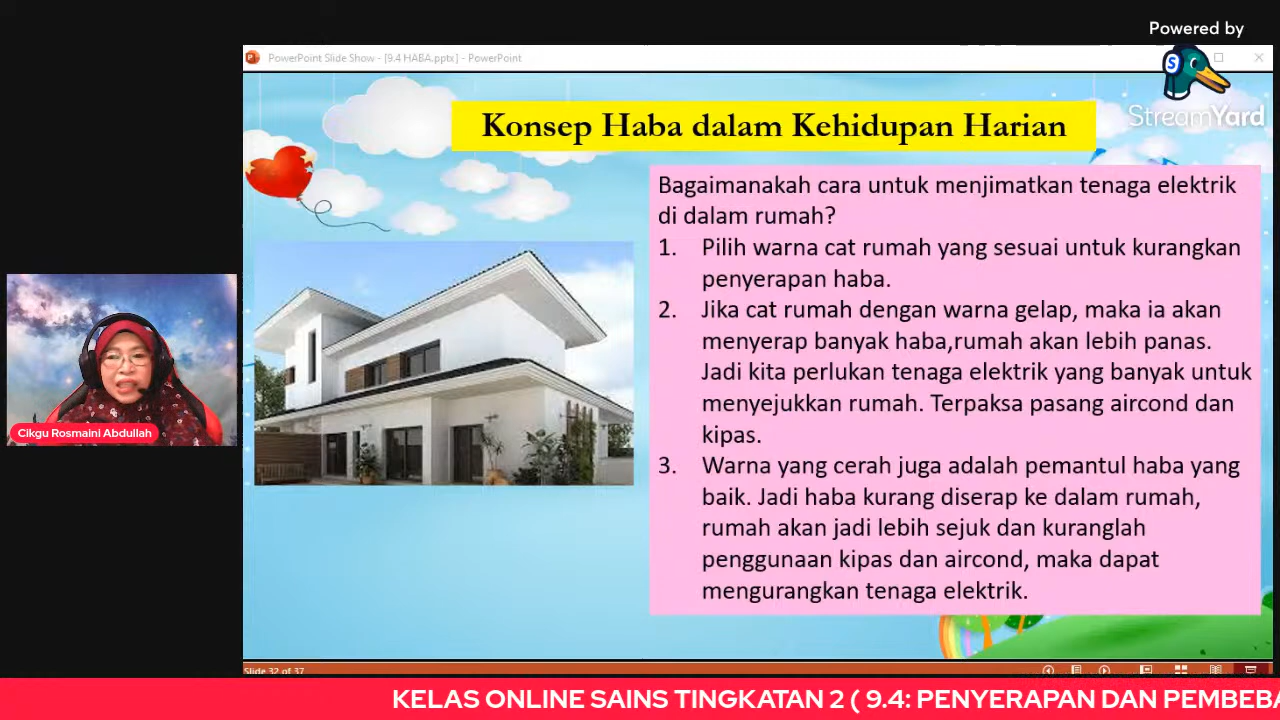 Powered by
PowerPoint Slide Show - [9.4 HABA.pptx] - PowerPoint
S
StreamYard
Konsep Haba dalam Kehidupan Harian
Bagaimanakah cara untuk menjimatkan tenaga elektrik
di dalam rumah?
1. Pilih warna cat rumah yang sesuai untuk kurangkan
penyerapan haba.
2. Jika cat rumah dengan warna gelap, maka ia akan
menyerap banyak haba,rumah akan lebih panas.
Jadi kita perlukan tenaga elektrik yang banyak untuk
menyejukkan rumah. Terpaksa pasang aircond dan
kipas.
3. Warna yang cerah juga adalah pemantul haba yang
baik. Jadi haba kurang diserap ke dalam rumah,
rumah akan jadi lebih sejuk dan kuranglah
penggunaan kipas dan aircond, maka dapat
mengurangkan tenaga elektrik.
Cikgu Rosmaini Abdullah
Slide 32 of 37
KELAS ONLINE SAINS TINGKATAN 2 ( 9.4: PENYERAPAN DAN PEMBEBA